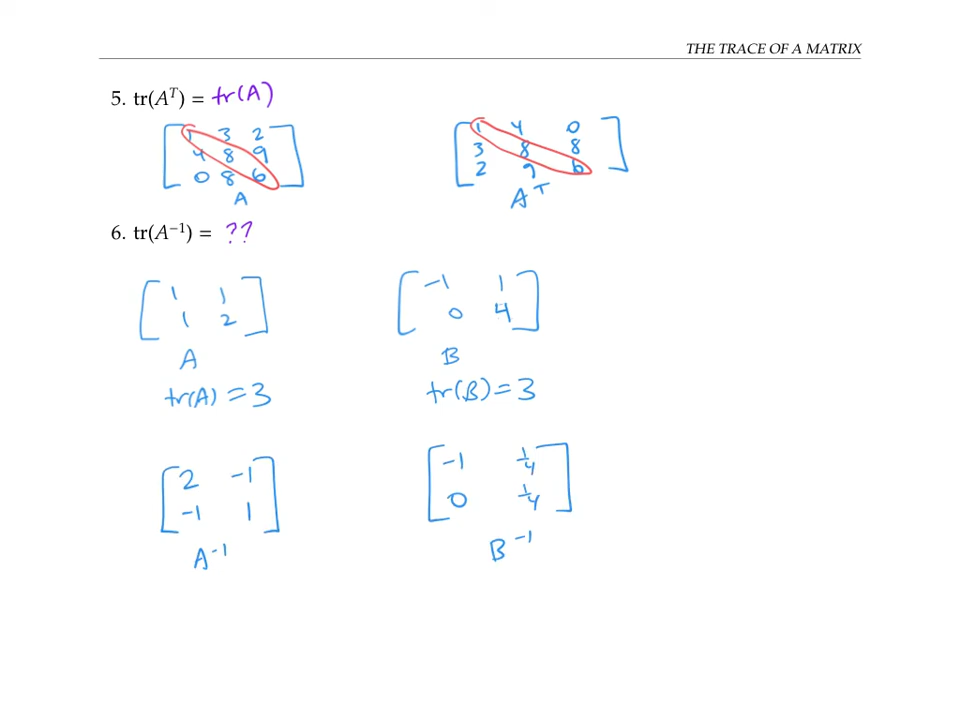 THE TRACE OF A MATRIX
5. tr(Aᵀ) = tr(A)
[1 3 2
4 8 9
0 8 6]
A
[1 4 0
3 8 8
2 9 6]
Aᵀ
6. tr(A⁻¹) = ??
[1 1
1 2]
A
tr(A) = 3
[-1 1
0 4]
B
tr(B) = 3
[2 -1
-1 1]
A⁻¹
[-1 1/4
0 1/4]
B⁻¹